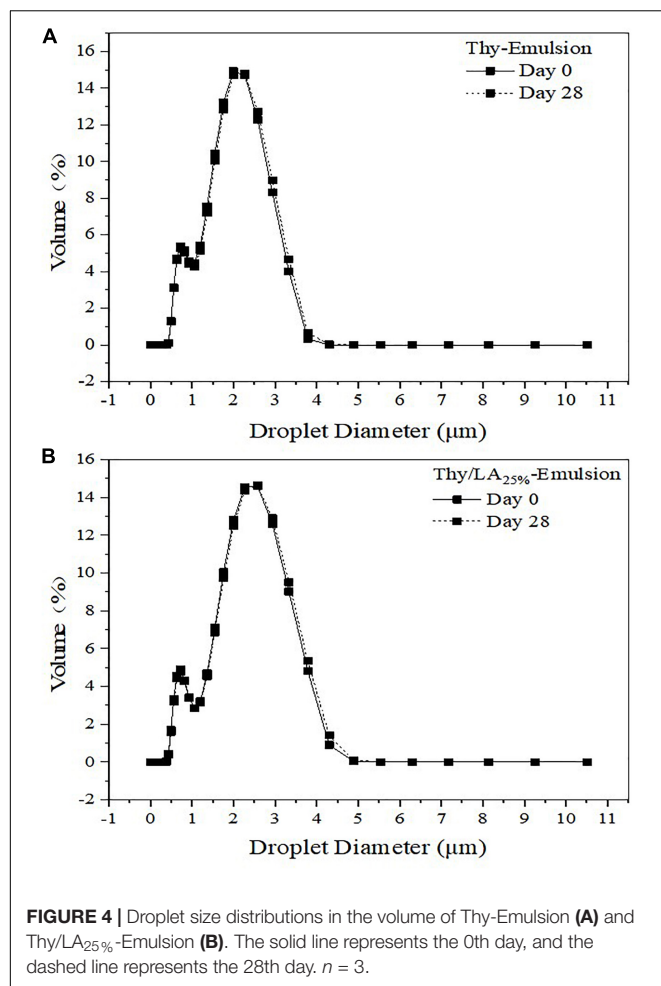 A
16
14
12
10
8
6
4
2
0
-2
Volume (%)
Thy-Emulsion
Day 0
Day 28
-1 0 1 2 3 4 5 6 7 8 9 10 11
Droplet Diameter (μm)
B
16
14
12
10
8
6
4
2
0
-2
Volume (%)
Thy/LA25%-Emulsion
Day 0
Day 28
-1 0 1 2 3 4 5 6 7 8 9 10 11
Droplet Diameter (μm)
FIGURE 4 | Droplet size distributions in the volume of Thy-Emulsion (A) and
Thy/LA25%-Emulsion (B). The solid line represents the 0th day, and the
dashed line represents the 28th day. n = 3.